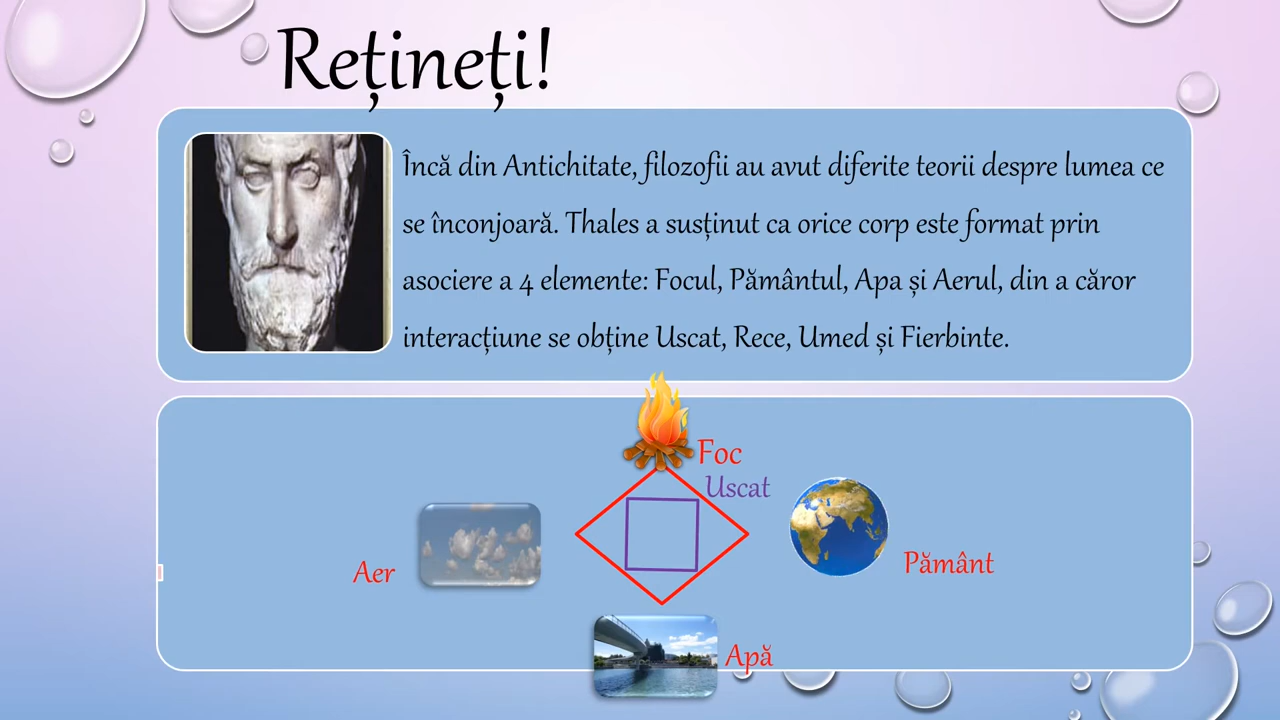 Rețineți!
Încă din Antichitate, filozofii au avut diferite teorii despre lumea ce
se înconjoară. Thales a susținut ca orice corp este format prin
asociere a 4 elemente: Focul, Pământul, Apa și Aerul, din a căror
interacțiune se obține Uscat, Rece, Umed și Fierbinte.
Foc
Uscat
Aer
Pământ
Apă